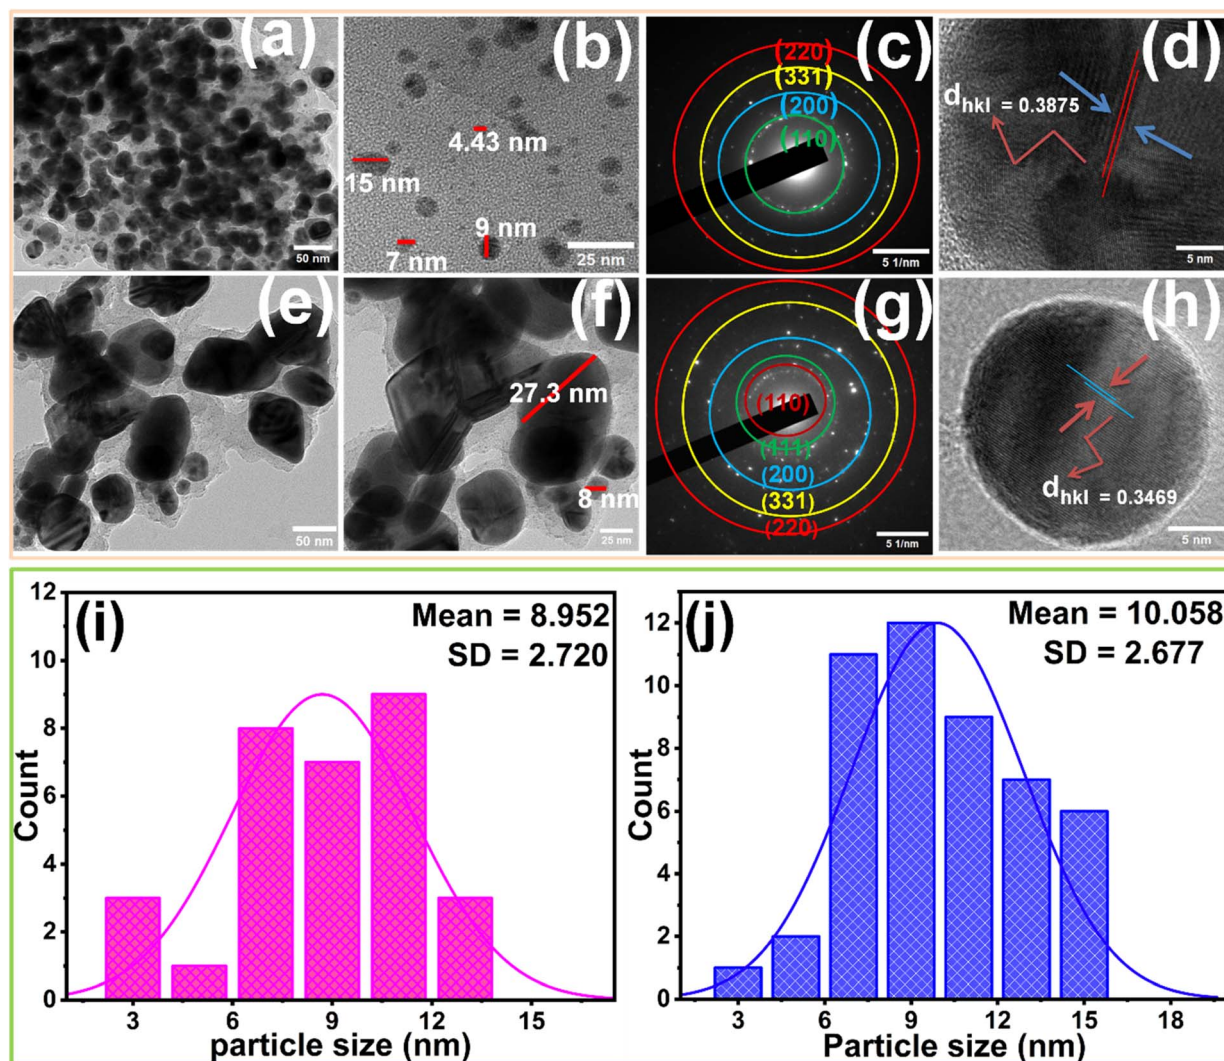 (a)
50 nm
(b)
4.43 nm
15 nm
9 nm
7 nm
25 nm
(c)
(220)
(331)
(200)
(110)
5 1/nm
(d)
dhkl = 0.3875
5 nm
(e)
50 nm
(f)
27.3 nm
8 nm
25 nm
(g)
(110)
(111)
(200)
(331)
(220)
5 1/nm
(h)
dhkl = 0.3469
5 nm
(i)
Mean = 8.952
SD = 2.720
12
10
8
6
4
2
0
Count
3 6 9 12 15
particle size (nm)
(j)
Mean = 10.058
SD = 2.677
12
10
8
6
4
2
0
Count
3 6 9 12 15 18
Particle size (nm)